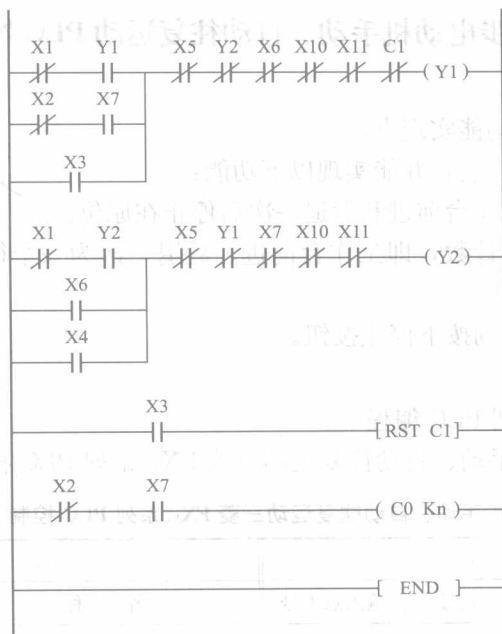 X1 Y1 X5 Y2 X6 X10 X11 C1
( Y1 )
X2 X7
X3
X1 Y2 X5 Y1 X7 X10 X11
( Y2 )
X6
X4
X3
[ RST C1 ]
X2 X7
( C0 Kn )
[ END ]